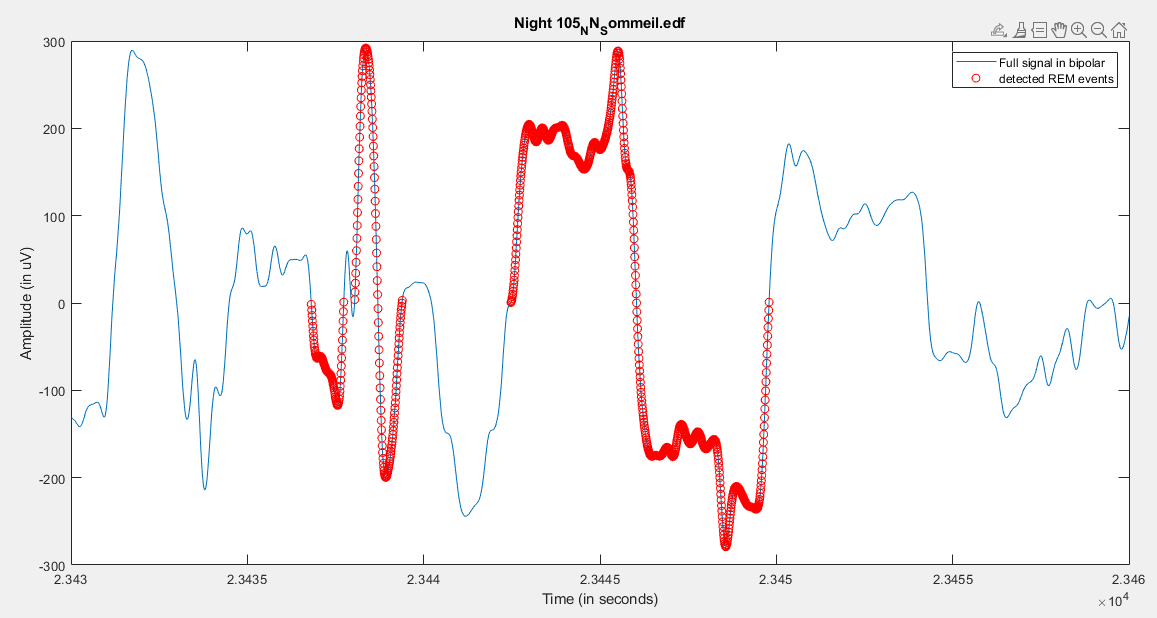 Night 105_NN_Sommeil.edf
Full signal in bipolar
detected REM events
300
200
100
0
-100
-200
-300
Amplitude (in uV)
2.343 2.3435 2.344 2.3445 2.345 2.3455 2.346
Time (in seconds)
×10^4